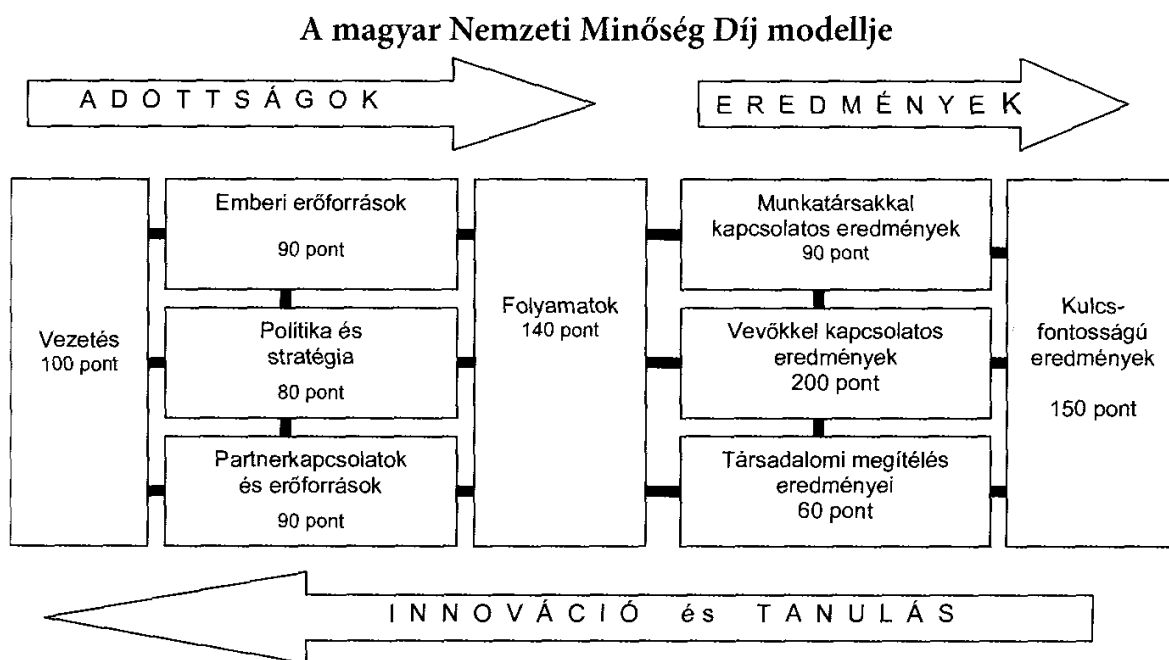 A magyar Nemzeti Minőség Díj modellje
ADOTTSÁGOK
EREDMÉNYEK
Vezetés
100 pont
Emberi erőforrások
90 pont
Politika és
stratégia
80 pont
Partnerkapcsolatok
és erőforrások
90 pont
Folyamatok
140 pont
Munkatársakkal
kapcsolatos eredmények
90 pont
Vevőkkel kapcsolatos
eredmények
200 pont
Társadalomi megítélés
eredményei
60 pont
Kulcs-
fontosságú
eredmények
150 pont
INNOVÁCIÓ és TANULÁS